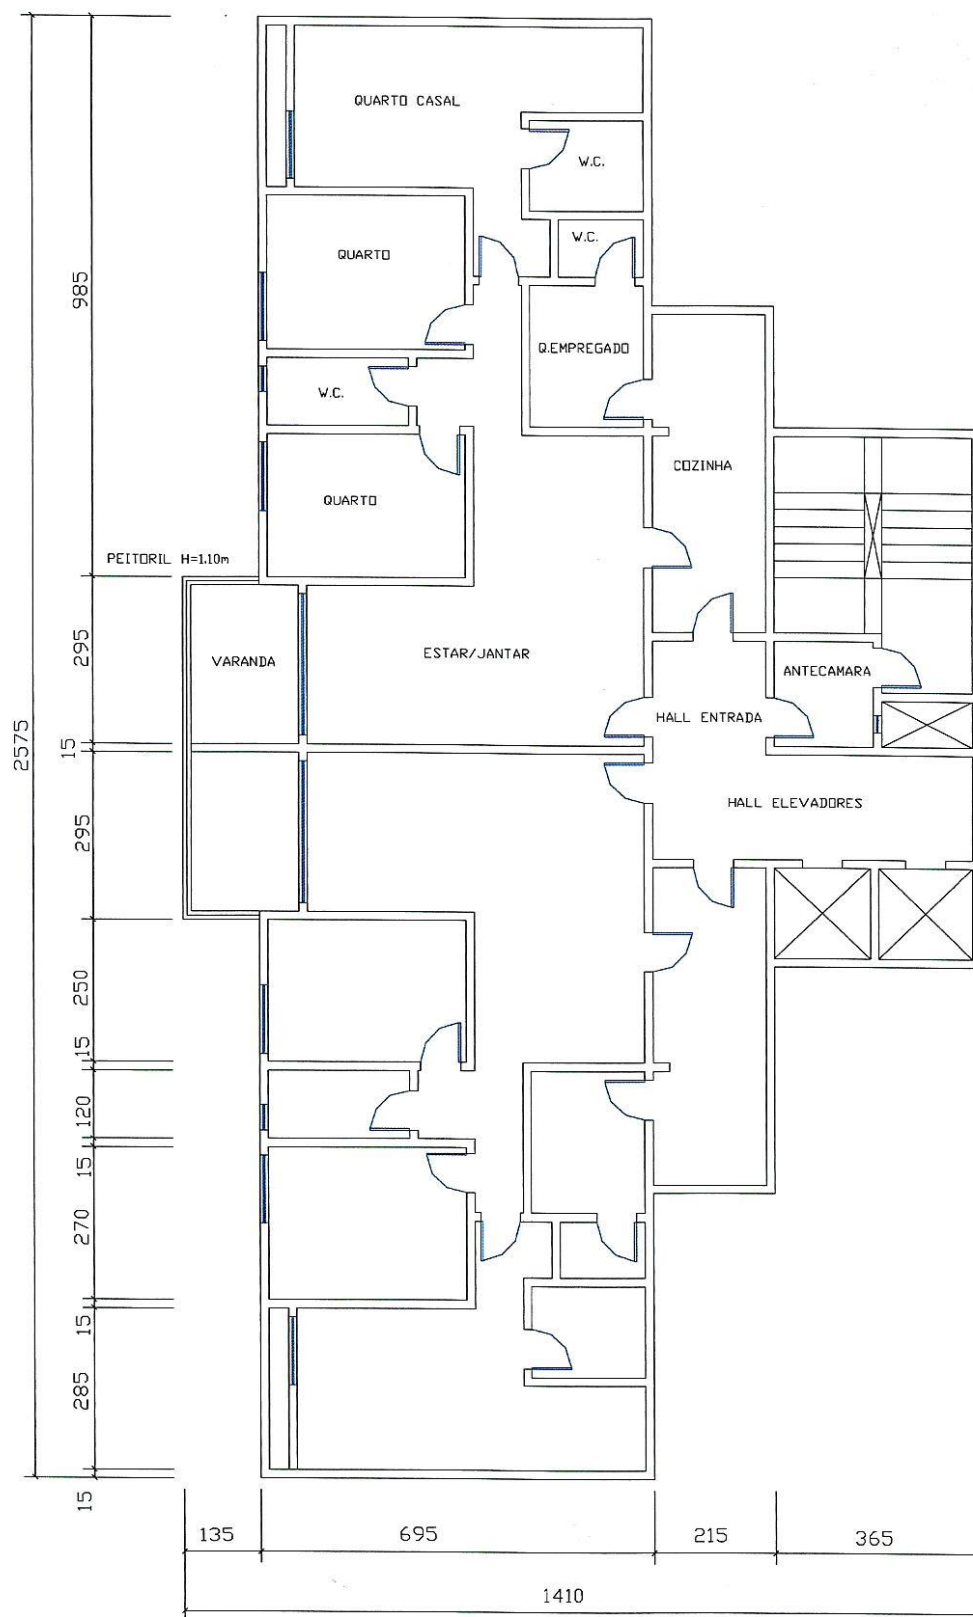 QUARTO CASAL
W.C.
W.C.
QUARTO
985
Q.EMPREGADO
W.C.
COZINHA
QUARTO
PEITORIL H=1.10m
295
ESTAR/JANTAR
VARANDA
ANTECAMARA
HALL ENTRADA
2575
15
HALL ELEVADORES
295
250
15
120
15
270
15
285
15
135
695
215
365
1410